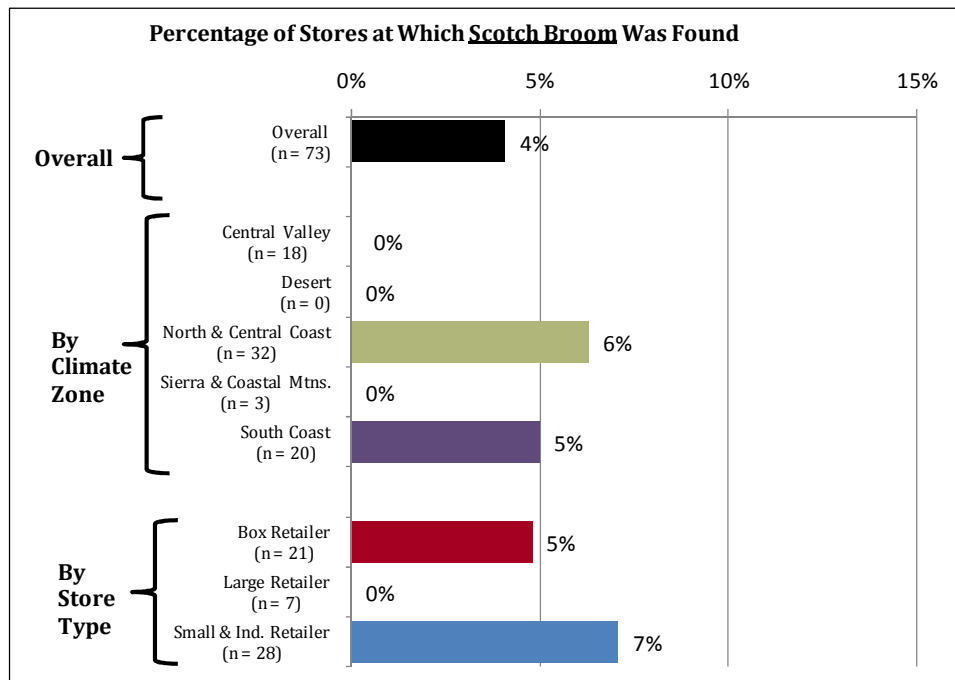 Percentage of Stores at Which Scotch Broom Was Found
0% 5% 10% 15%
Overall
Overall
(n = 73)
4%
By
Climate
Zone
Central Valley
(n = 18)
0%
Desert
(n = 0)
0%
North & Central Coast
(n = 32)
6%
Sierra & Coastal Mtns.
(n = 3)
0%
South Coast
(n = 20)
5%
By
Store
Type
Box Retailer
(n = 21)
5%
Large Retailer
(n = 7)
0%
Small & Ind. Retailer
(n = 28)
7%